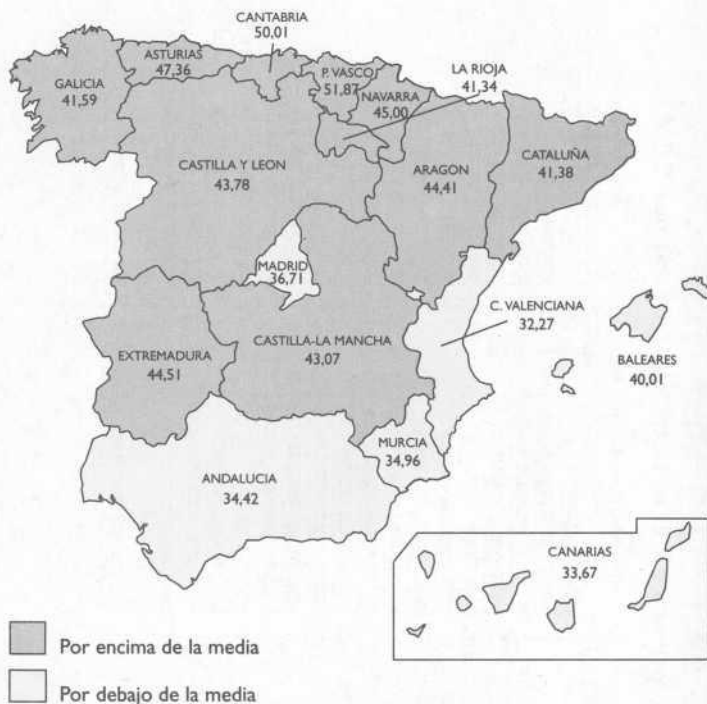 CANTABRIA
50,01
ASTURIAS
47,36
P. VASCO
51,87
LA RIOJA
41,34
GALICIA
41,59
NAVARRA
45,00
CASTILLA Y LEON
43,78
ARAGON
44,41
CATALUÑA
41,38
MADRID
36,71
C. VALENCIANA
32,27
EXTREMADURA
44,51
CASTILLA-LA MANCHA
43,07
BALEARES
40,01
MURCIA
34,96
ANDALUCIA
34,42
CANARIAS
33,67
Por encima de la media
Por debajo de la media